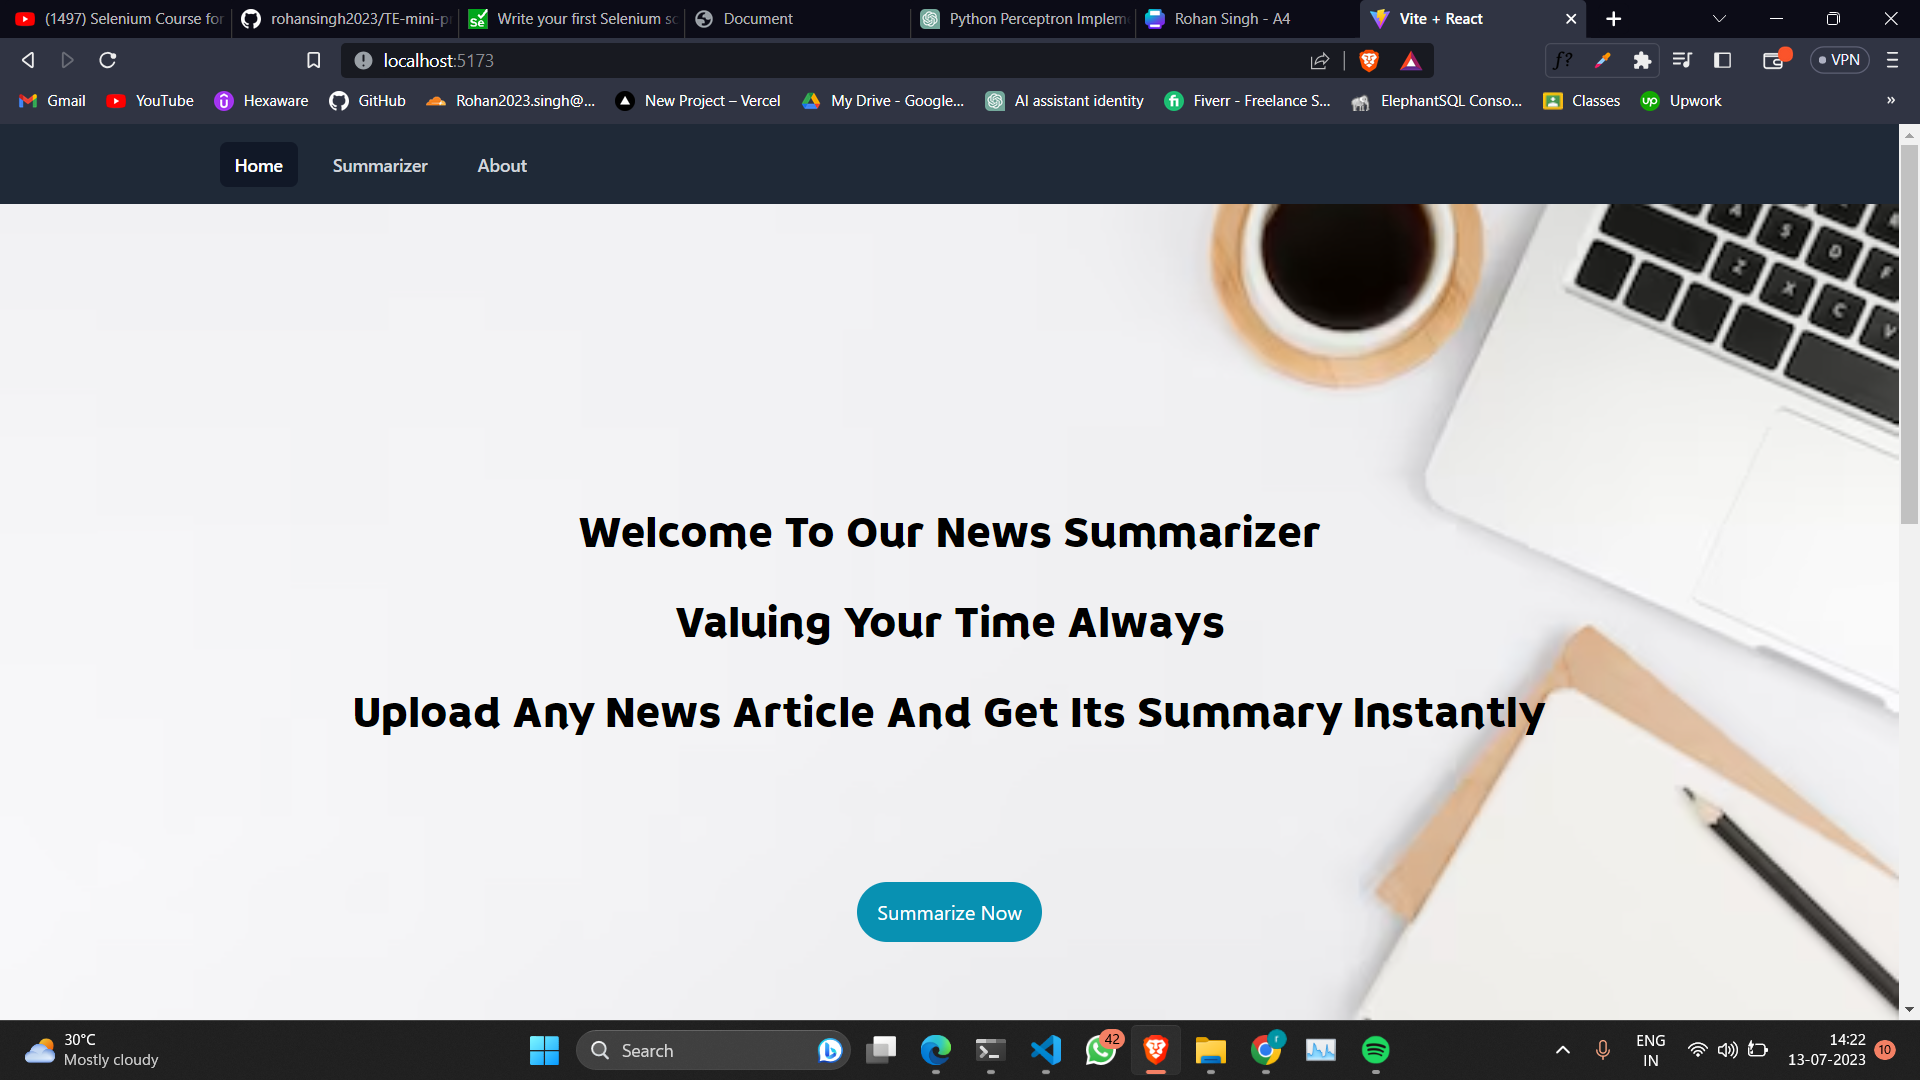 (1497) Selenium Course for
rohansingh2023/TE-mini-pr
Write your first Selenium sc
Document
Python Perceptron Implem
Rohan Singh - A4
Vite + React
localhost:5173
VPN
Gmail
YouTube
Hexaware
GitHub
Rohan2023.singh@...
New Project – Vercel
My Drive - Google...
AI assistant identity
Fiverr - Freelance S...
ElephantSQL Conso...
Classes
Upwork
»
Home
Summarizer
About
A
S
D
F
Z
X
C
V
Welcome To Our News Summarizer
Valuing Your Time Always
Upload Any News Article And Get Its Summary Instantly
Summarize Now
30°C
Mostly cloudy
Search
42
r
ENG
IN
14:22
13-07-2023
10